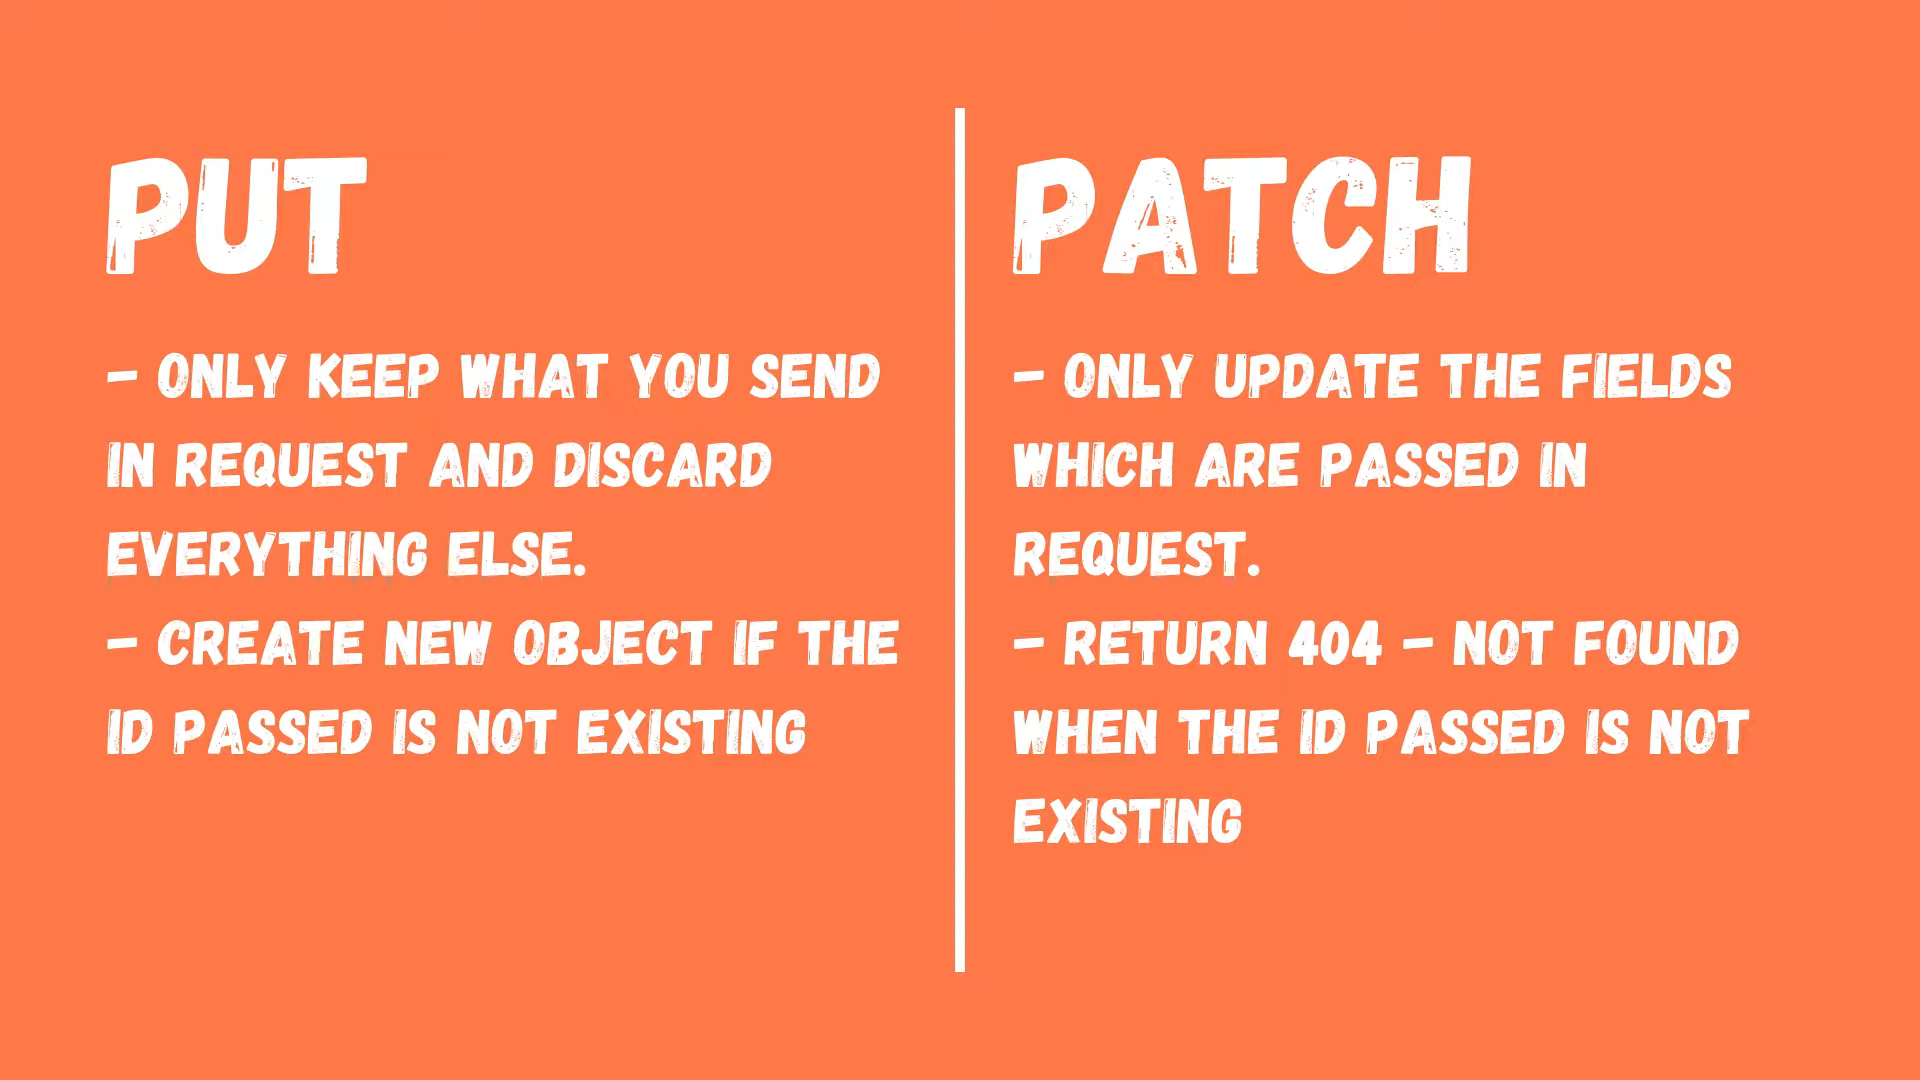 PUT
- ONLY KEEP WHAT YOU SEND
IN REQUEST AND DISCARD
EVERYTHING ELSE.
- CREATE NEW OBJECT IF THE
ID PASSED IS NOT EXISTING
PATCH
- ONLY UPDATE THE FIELDS
WHICH ARE PASSED IN
REQUEST.
- RETURN 404 - NOT FOUND
WHEN THE ID PASSED IS NOT
EXISTING